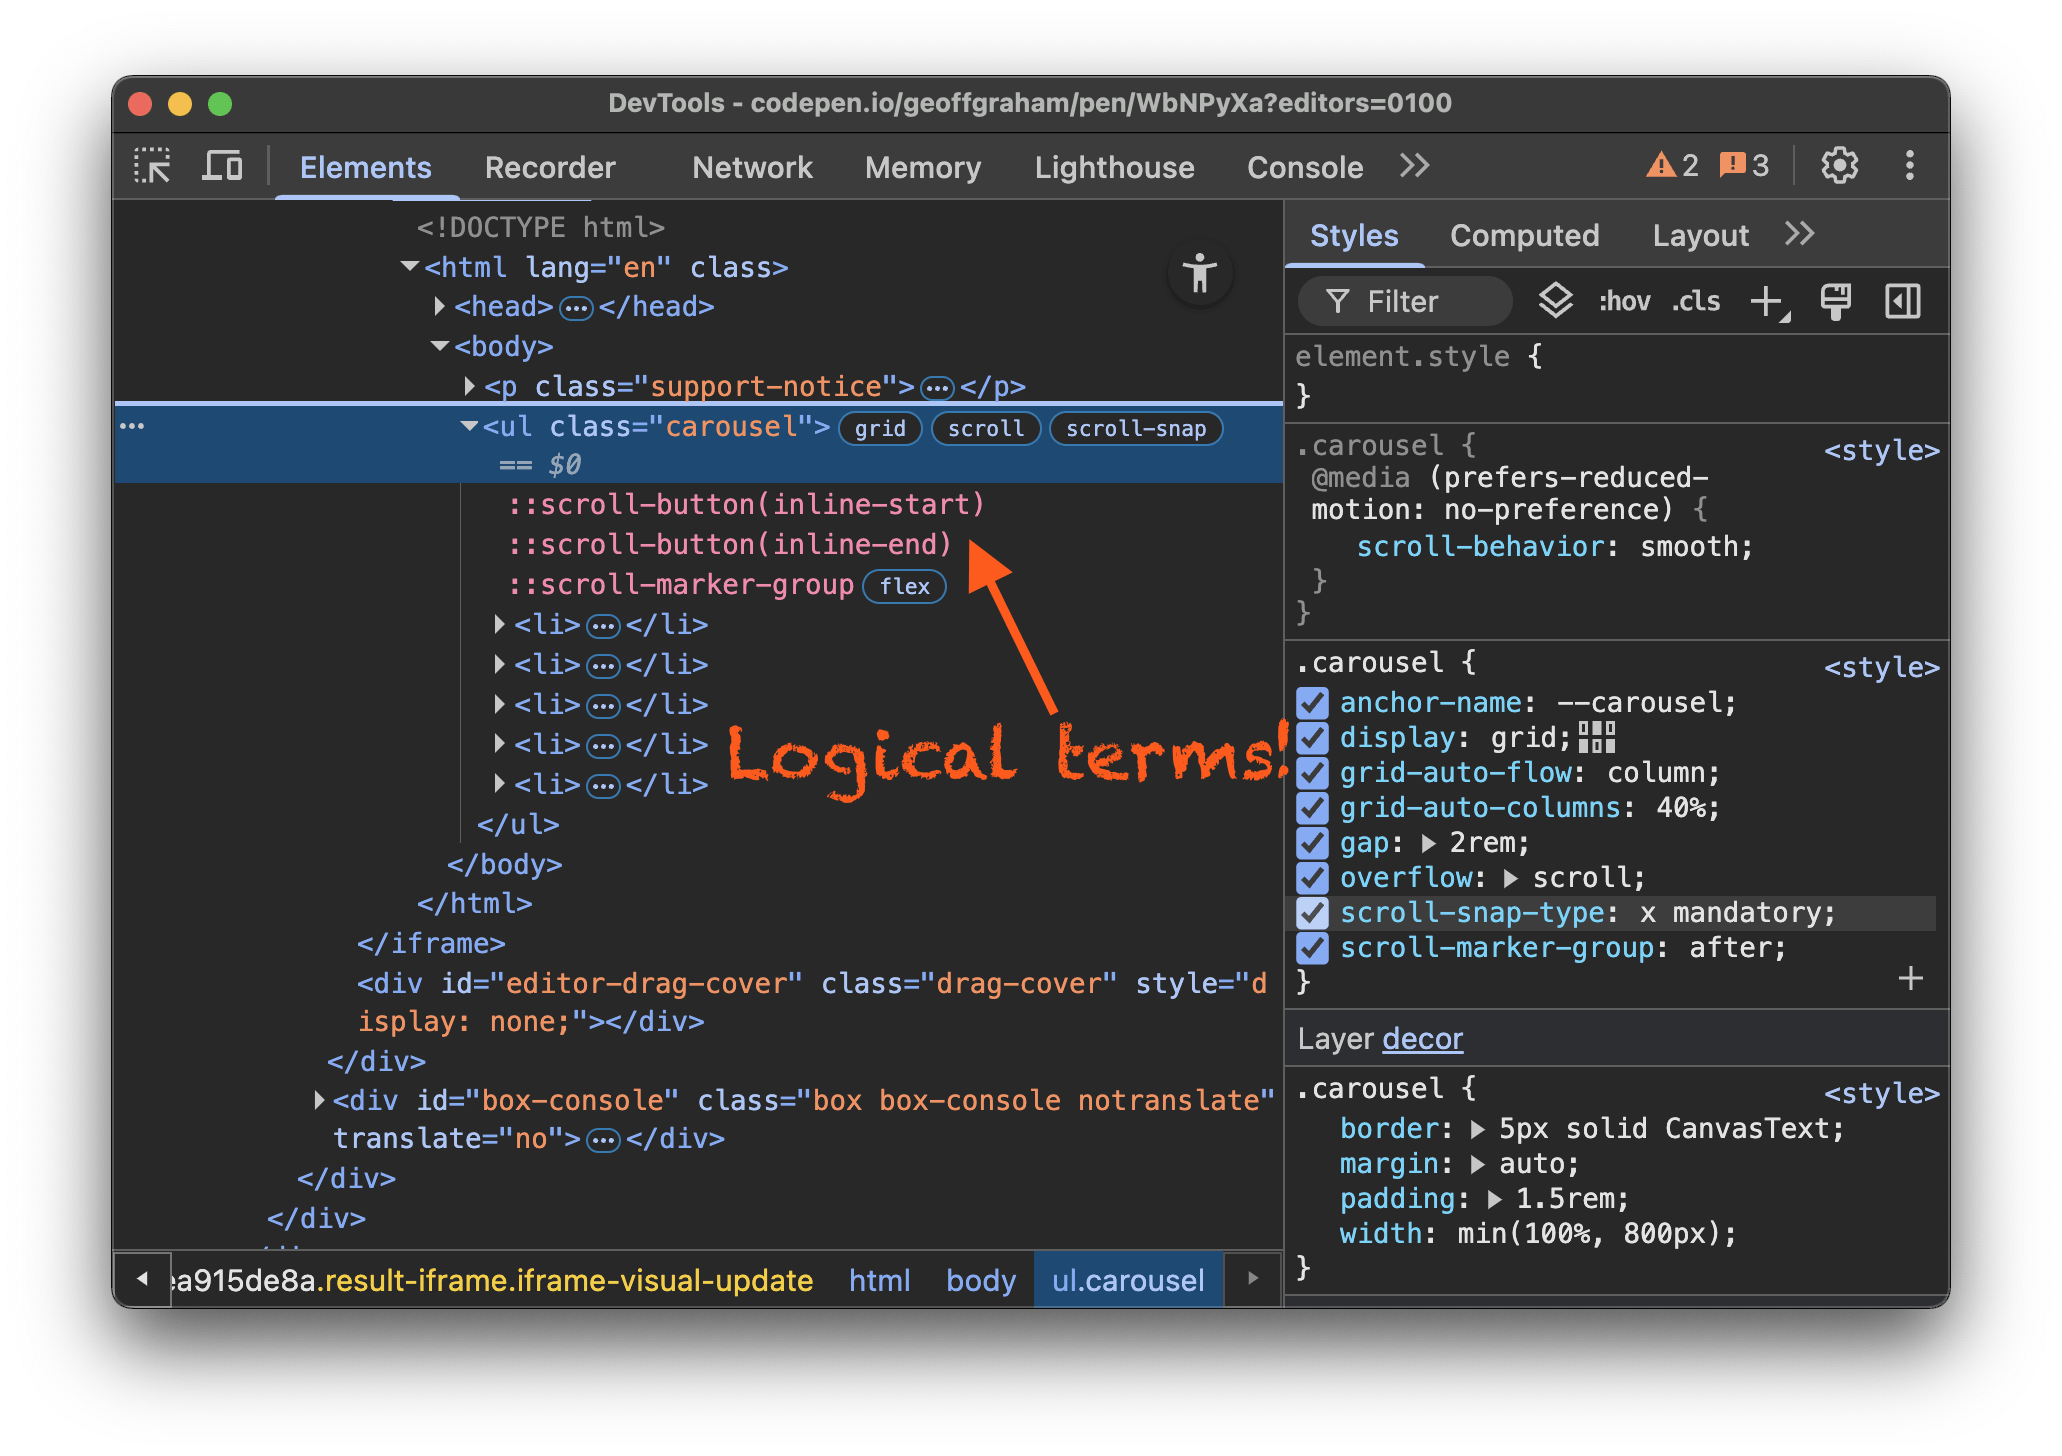 DevTools - codepen.io/geoffgraham/pen/WbNPyXa?editors=0100
Elements Recorder Network Memory Lighthouse Console 2 3
<!DOCTYPE html>
<html lang="en" class>
<head>…</head>
<body>
<p class="support-notice">…</p>
… <ul class="carousel"> grid scroll scroll-snap
== $0
::scroll-button(inline-start)
::scroll-button(inline-end)
::scroll-marker-group flex
<li>…</li>
<li>…</li>
<li>…</li>
<li>…</li>
<li>…</li>
Logical terms!
</ul>
</body>
</html>
</iframe>
<div id="editor-drag-cover" class="drag-cover" style="d
isplay: none;"></div>
</div>
<div id="box-console" class="box box-console notranslate"
translate="no">…</div>
</div>
</div>
ea915de8a.result-iframe.iframe-visual-update html body ul.carousel
Styles Computed Layout
Filter :hov .cls
element.style {
}
.carousel { <style>
@media (prefers-reduced-
motion: no-preference) {
scroll-behavior: smooth;
}
}
.carousel { <style>
anchor-name: --carousel;
display: grid;
grid-auto-flow: column;
grid-auto-columns: 40%;
gap: 2rem;
overflow: scroll;
scroll-snap-type: x mandatory;
scroll-marker-group: after;
}
Layer decor
.carousel { <style>
border: 5px solid CanvasText;
margin: auto;
padding: 1.5rem;
width: min(100%, 800px);
}